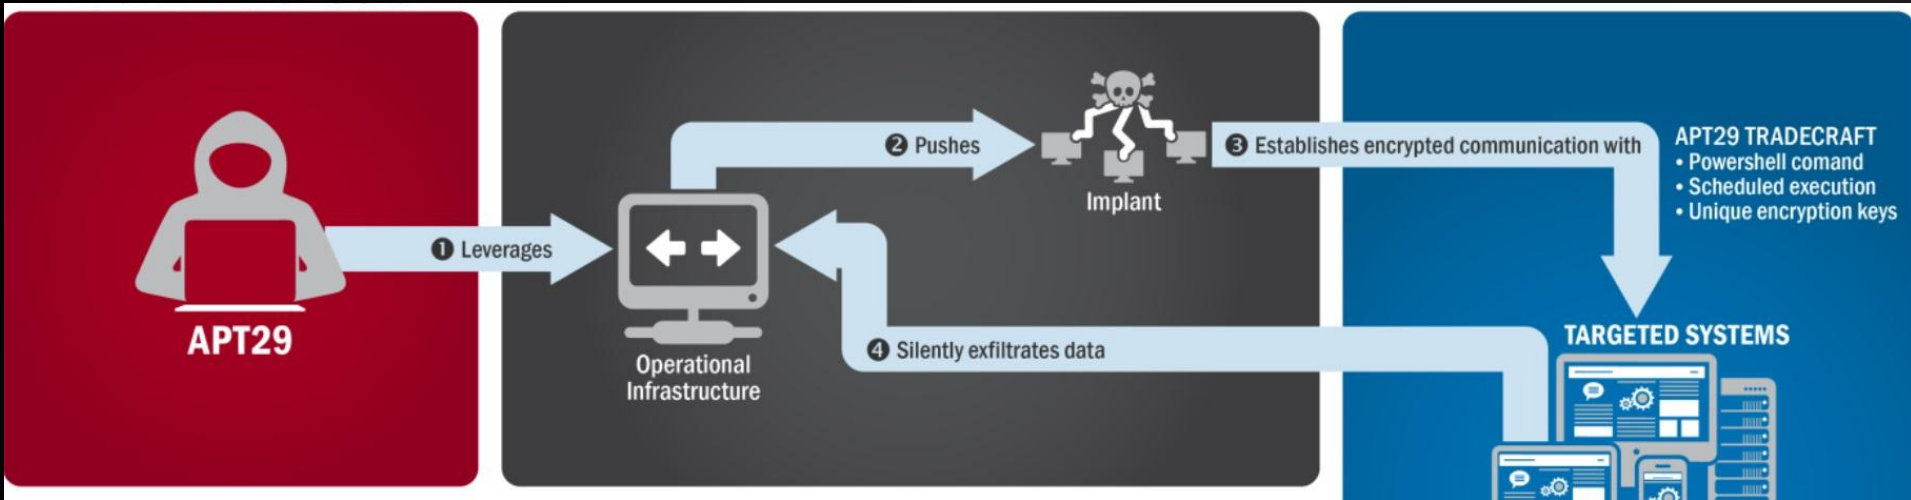 APT29
❶ Leverages
Operational
Infrastructure
❷ Pushes
Implant
❸ Establishes encrypted communication with
APT29 TRADECRAFT
• Powershell comand
• Scheduled execution
• Unique encryption keys
TARGETED SYSTEMS
❹ Silently exfiltrates data